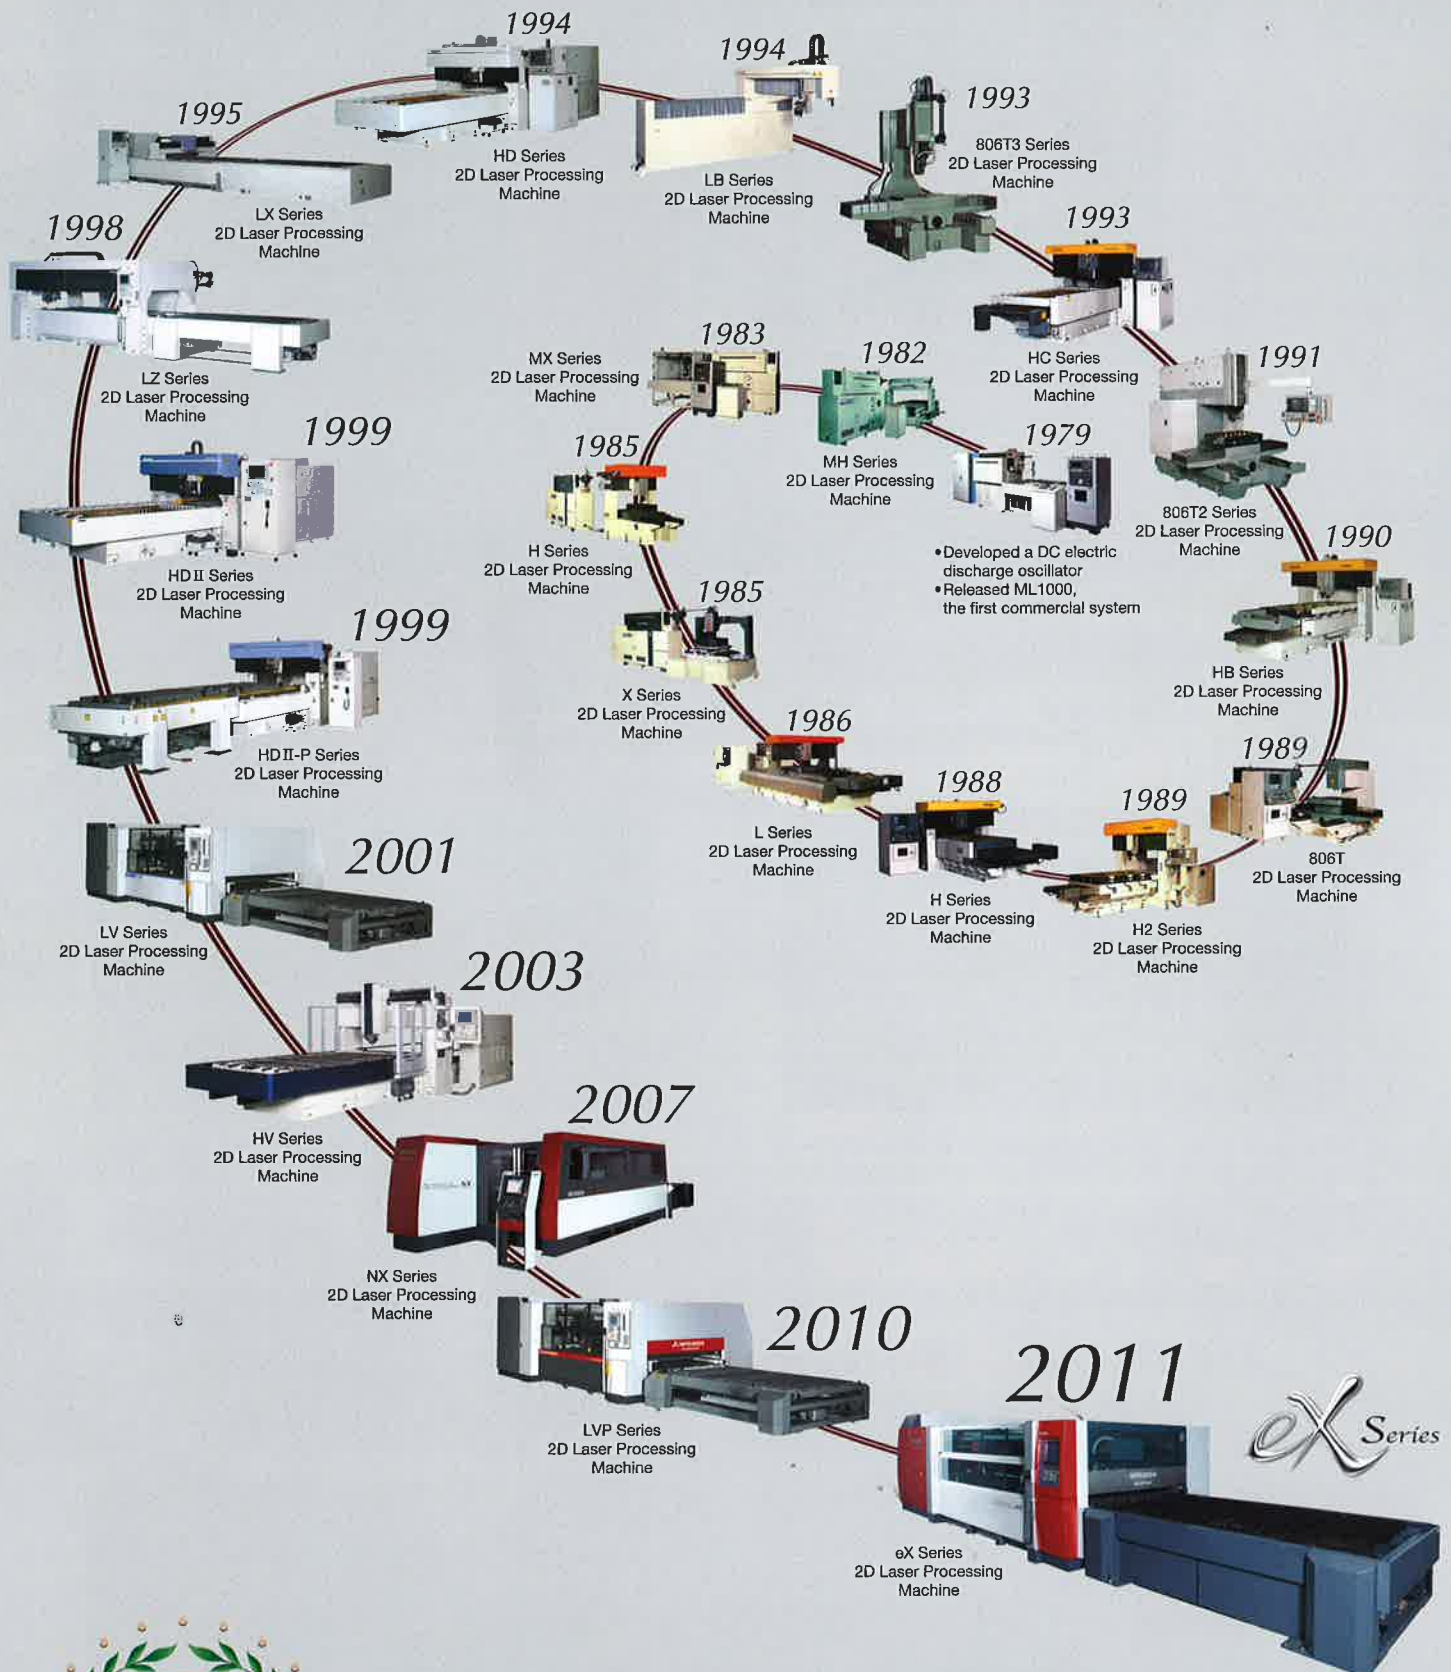 1994
HD Series
2D Laser Processing
Machine
1994
LB Series
2D Laser Processing
Machine
1993
806T3 Series
2D Laser Processing
Machine
1995
LX Series
2D Laser Processing
Machine
1993
HC Series
2D Laser Processing
Machine
1998
LZ Series
2D Laser Processing
Machine
1983
MX Series
2D Laser Processing
Machine
1982
MH Series
2D Laser Processing
Machine
1991
806T2 Series
2D Laser Processing
Machine
1979
•Developed a DC electric
discharge oscillator
•Released ML1000,
the first commercial system
1985
H Series
2D Laser Processing
Machine
1999
HDⅡ Series
2D Laser Processing
Machine
1990
HB Series
2D Laser Processing
Machine
1985
X Series
2D Laser Processing
Machine
1999
HDⅡ-P Series
2D Laser Processing
Machine
1986
L Series
2D Laser Processing
Machine
1988
H Series
2D Laser Processing
Machine
1989
H2 Series
2D Laser Processing
Machine
1989
806T
2D Laser Processing
Machine
2001
LV Series
2D Laser Processing
Machine
2003
HV Series
2D Laser Processing
Machine
2007
NX Series
2D Laser Processing
Machine
2010
LVP Series
2D Laser Processing
Machine
2011
eX Series
eX Series
2D Laser Processing
Machine